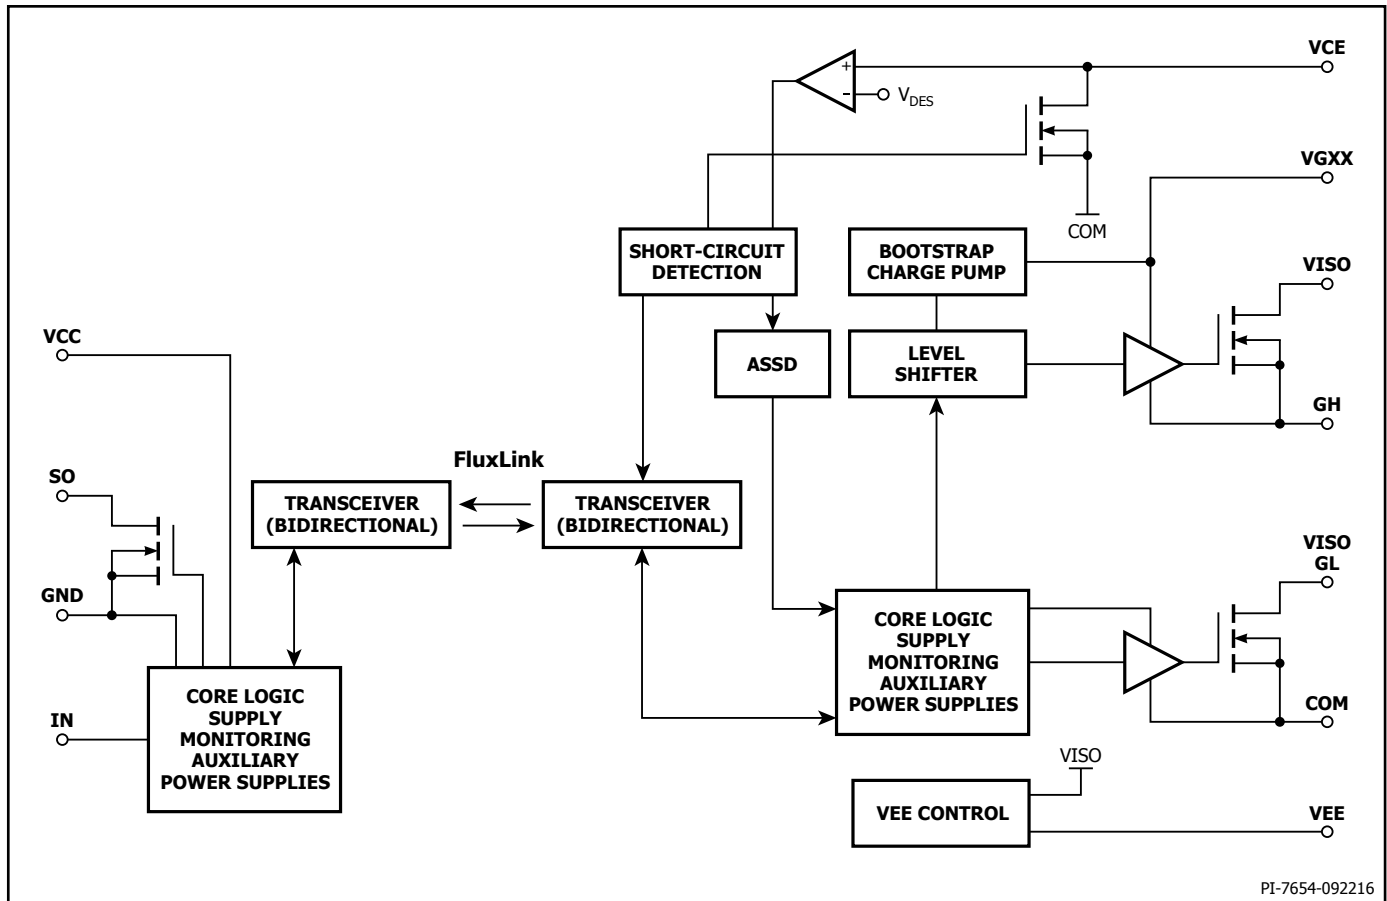 VCE
+
-
V_DES
VGXX
COM
SHORT-CIRCUIT
DETECTION
BOOTSTRAP
CHARGE PUMP
VISO
VCC
ASSD
LEVEL
SHIFTER
GH
FluxLink
SO
TRANSCEIVER
(BIDIRECTIONAL)
TRANSCEIVER
(BIDIRECTIONAL)
VISO
GL
GND
CORE LOGIC
SUPPLY
MONITORING
AUXILIARY
POWER SUPPLIES
COM
IN
CORE LOGIC
SUPPLY
MONITORING
AUXILIARY
POWER SUPPLIES
VISO
VEE CONTROL
VEE
PI-7654-092216